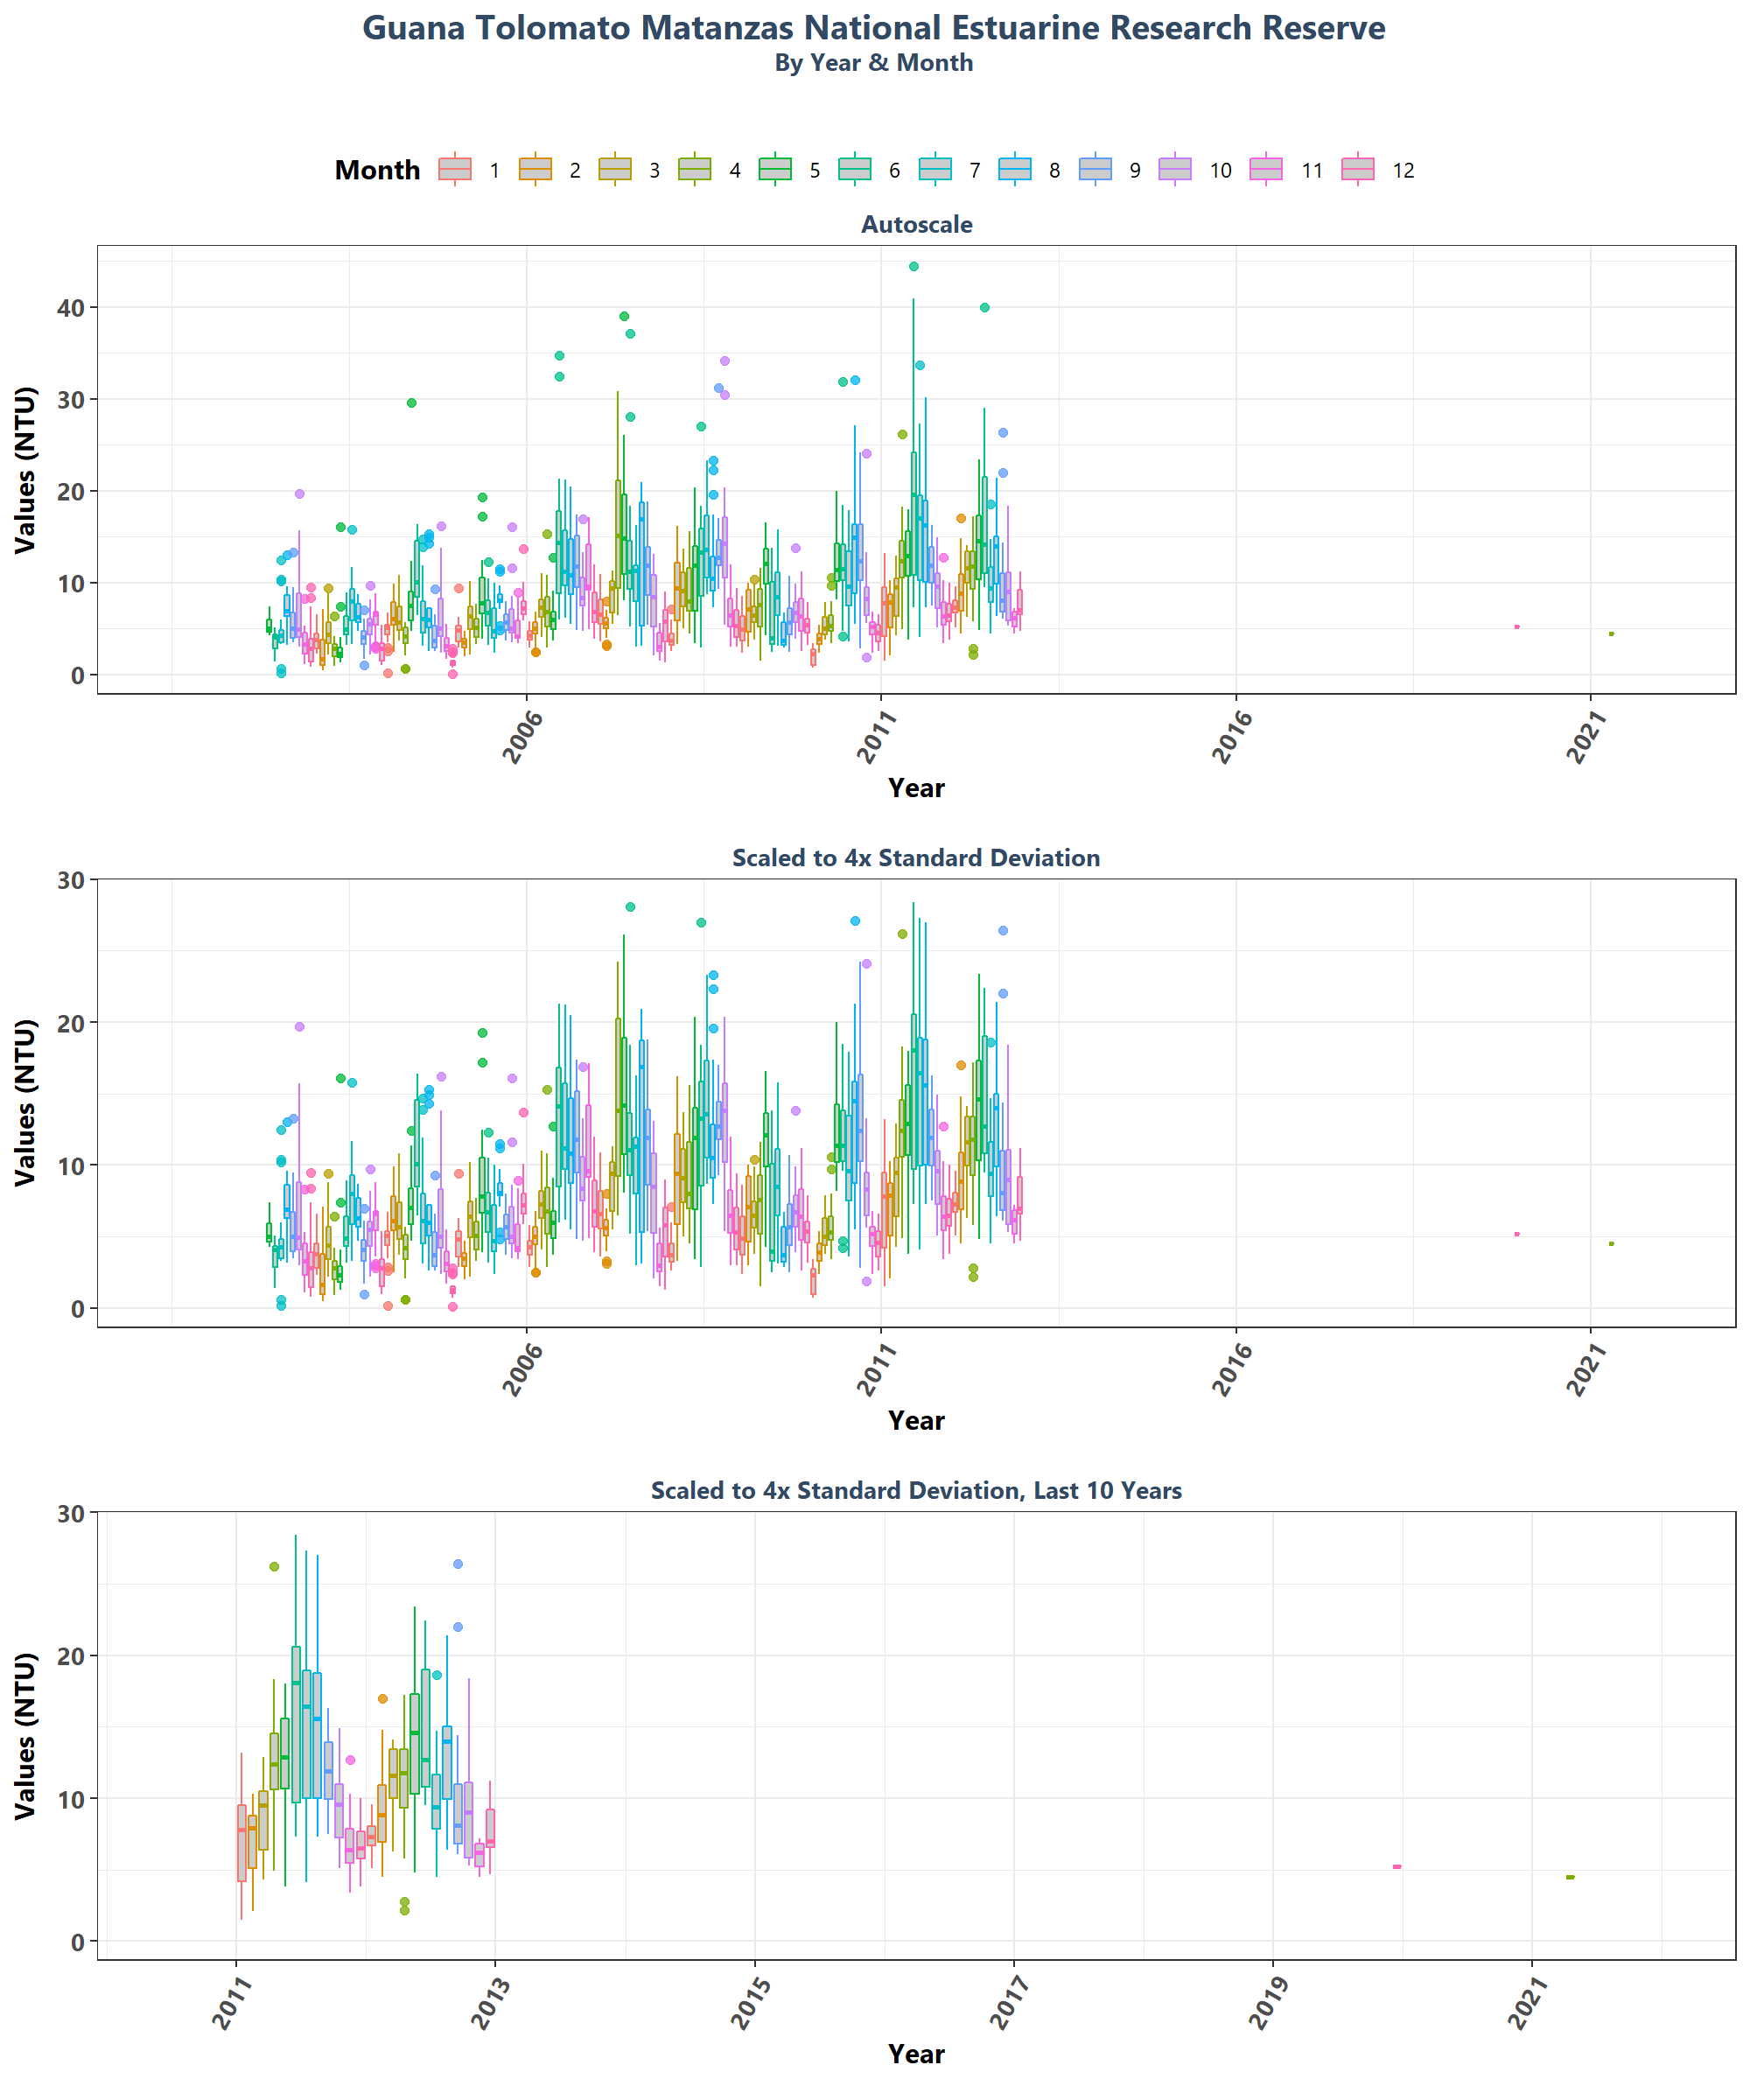 Guana Tolomato Matanzas National Estuarine Research Reserve
By Year & Month
Month 1 2 3 4 5 6 7 8 9 10 11 12
Autoscale
Values (NTU)
40
30
20
10
0
2006 2011 2016 2021
Year
Scaled to 4x Standard Deviation
Values (NTU)
30
20
10
0
2006 2011 2016 2021
Year
Scaled to 4x Standard Deviation, Last 10 Years
Values (NTU)
30
20
10
0
2011 2013 2015 2017 2019 2021
Year